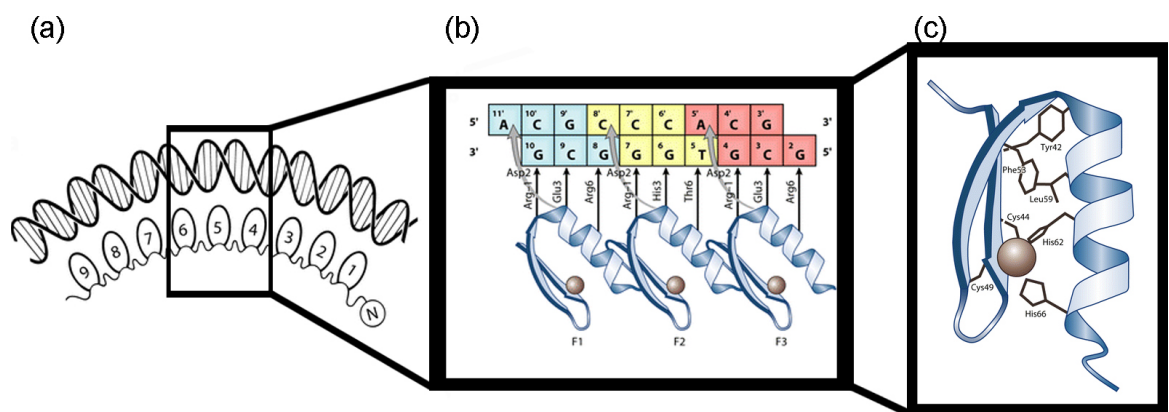 (a)
9 8 7 6 5 4 3 2 1
N
(b)
11' 10' 9' 8' 7' 6' 5' 4' 3'
5' A C G C C C A C G 3'
10 9 8 7 6 5 4 3 2
3' G C G G G T G C G 5'
Asp2 Asp2 Asp2
Arg-1 Glu3 Arg6 Arg-1 His3 Thr6 Arg-1 Glu3 Arg6
F1 F2 F3
(c)
Tyr42
Phe53
Leu59
Cys44
His62
Cys49
His66